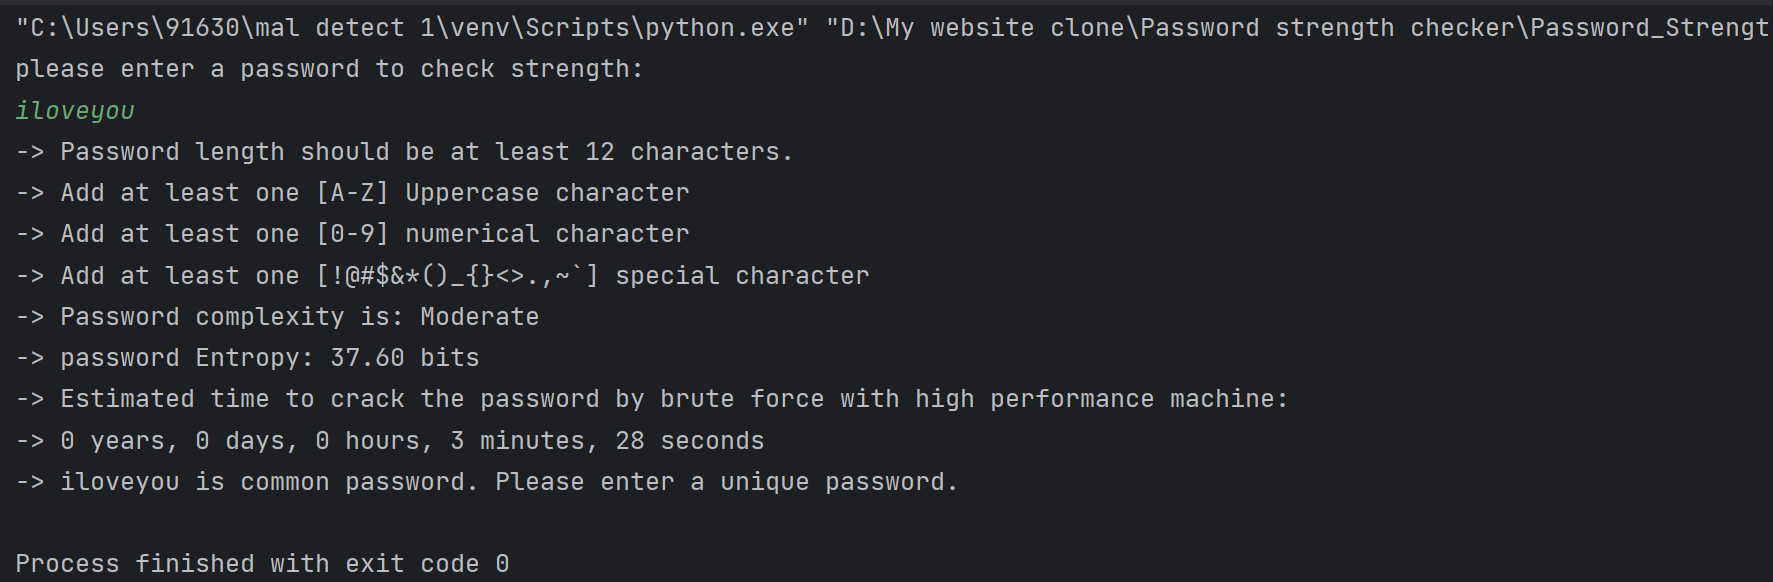 "C:\Users\91630\mal detect 1\venv\Scripts\python.exe" "D:\My website clone\Password strength checker\Password_Strengt
please enter a password to check strength:
iloveyou
-> Password length should be at least 12 characters.
-> Add at least one [A-Z] Uppercase character
-> Add at least one [0-9] numerical character
-> Add at least one [!@#$&*()_{}<>.,~`] special character
-> Password complexity is: Moderate
-> password Entropy: 37.60 bits
-> Estimated time to crack the password by brute force with high performance machine:
-> 0 years, 0 days, 0 hours, 3 minutes, 28 seconds
-> iloveyou is common password. Please enter a unique password.
Process finished with exit code 0